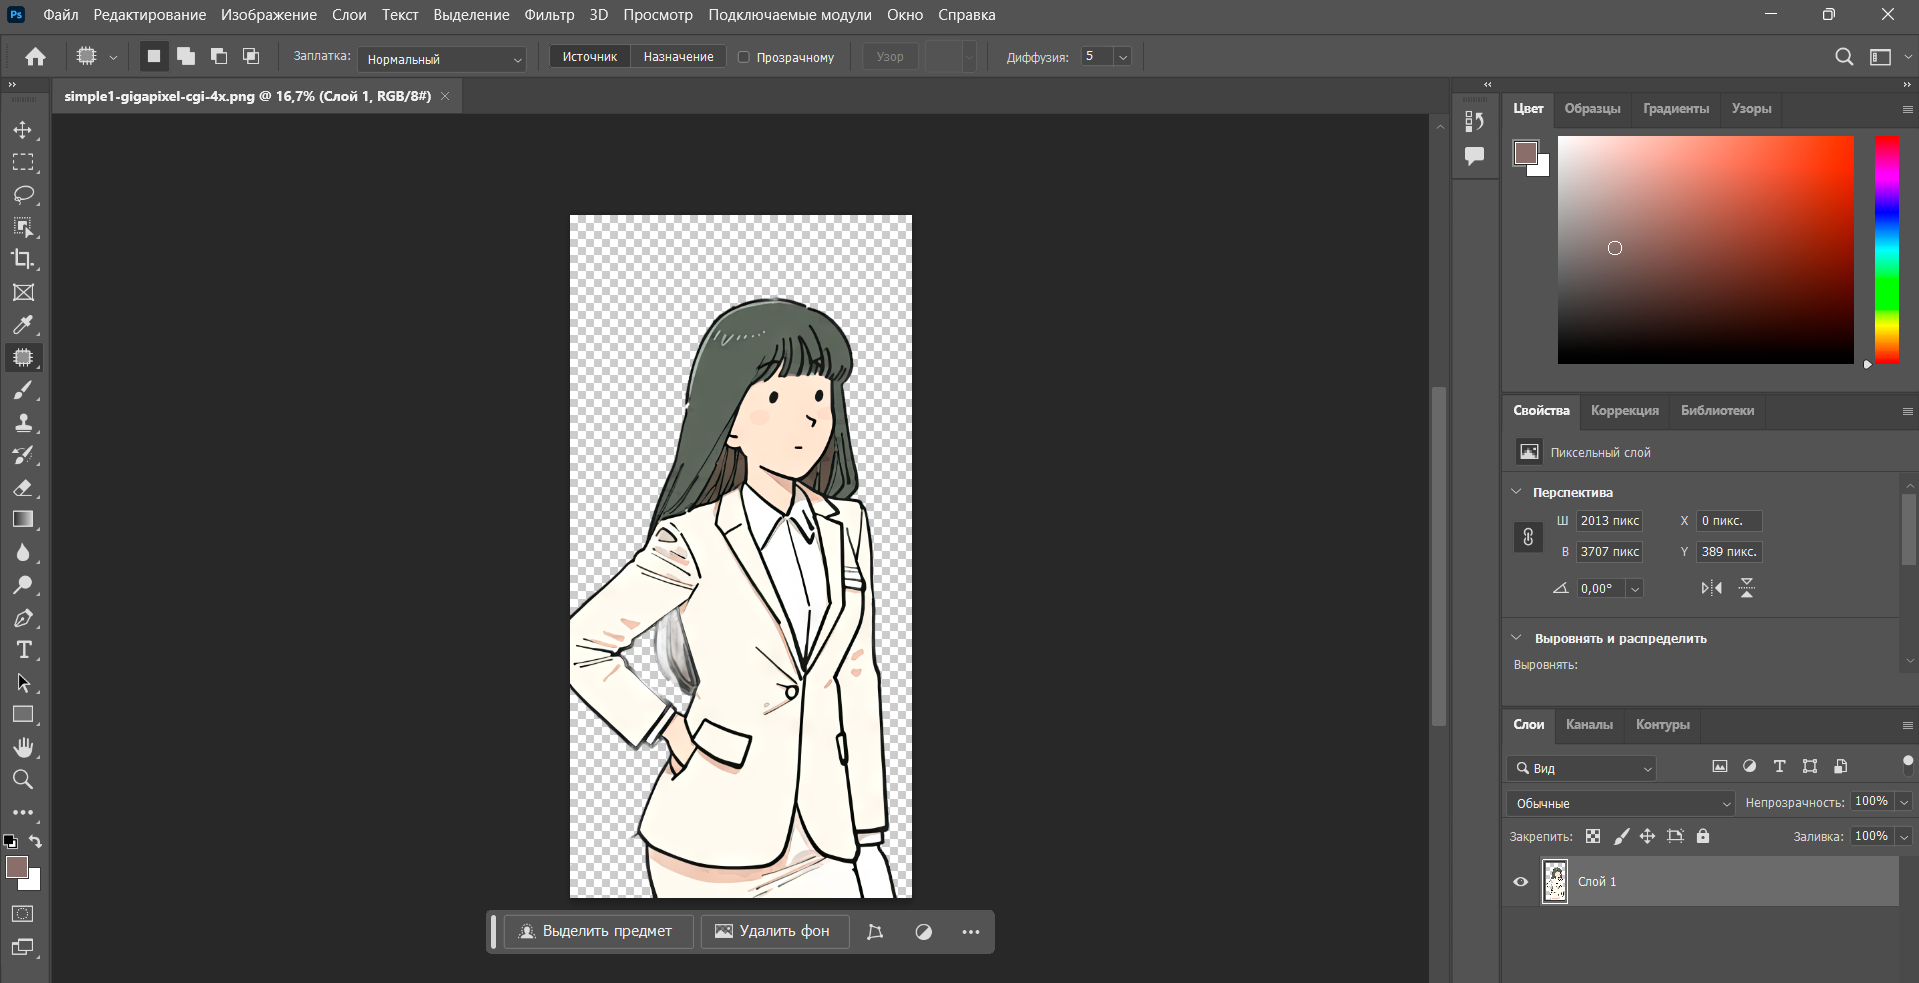 Ps Файл Редактирование Изображение Слои Текст Выделение Фильтр 3D Просмотр Подключаемые модули Окно Справка
Заплатка: Нормальный Источник Назначение Прозрачному Узор Диффузия: 5
simple1-gigapixel-cgi-4x.png @ 16,7% (Слой 1, RGB/8#)
Цвет Образцы Градиенты Узоры
Свойства Коррекция Библиотеки
Пиксельный слой
Перспектива
Ш 2013 пикс X 0 пикс.
В 3707 пикс Y 389 пикс.
0,00°
Выровнять и распределить
Выровнять:
Слои Каналы Контуры
Вид
Обычные Непрозрачность: 100%
Закрепить: Заливка: 100%
Слой 1
Выделить предмет Удалить фон